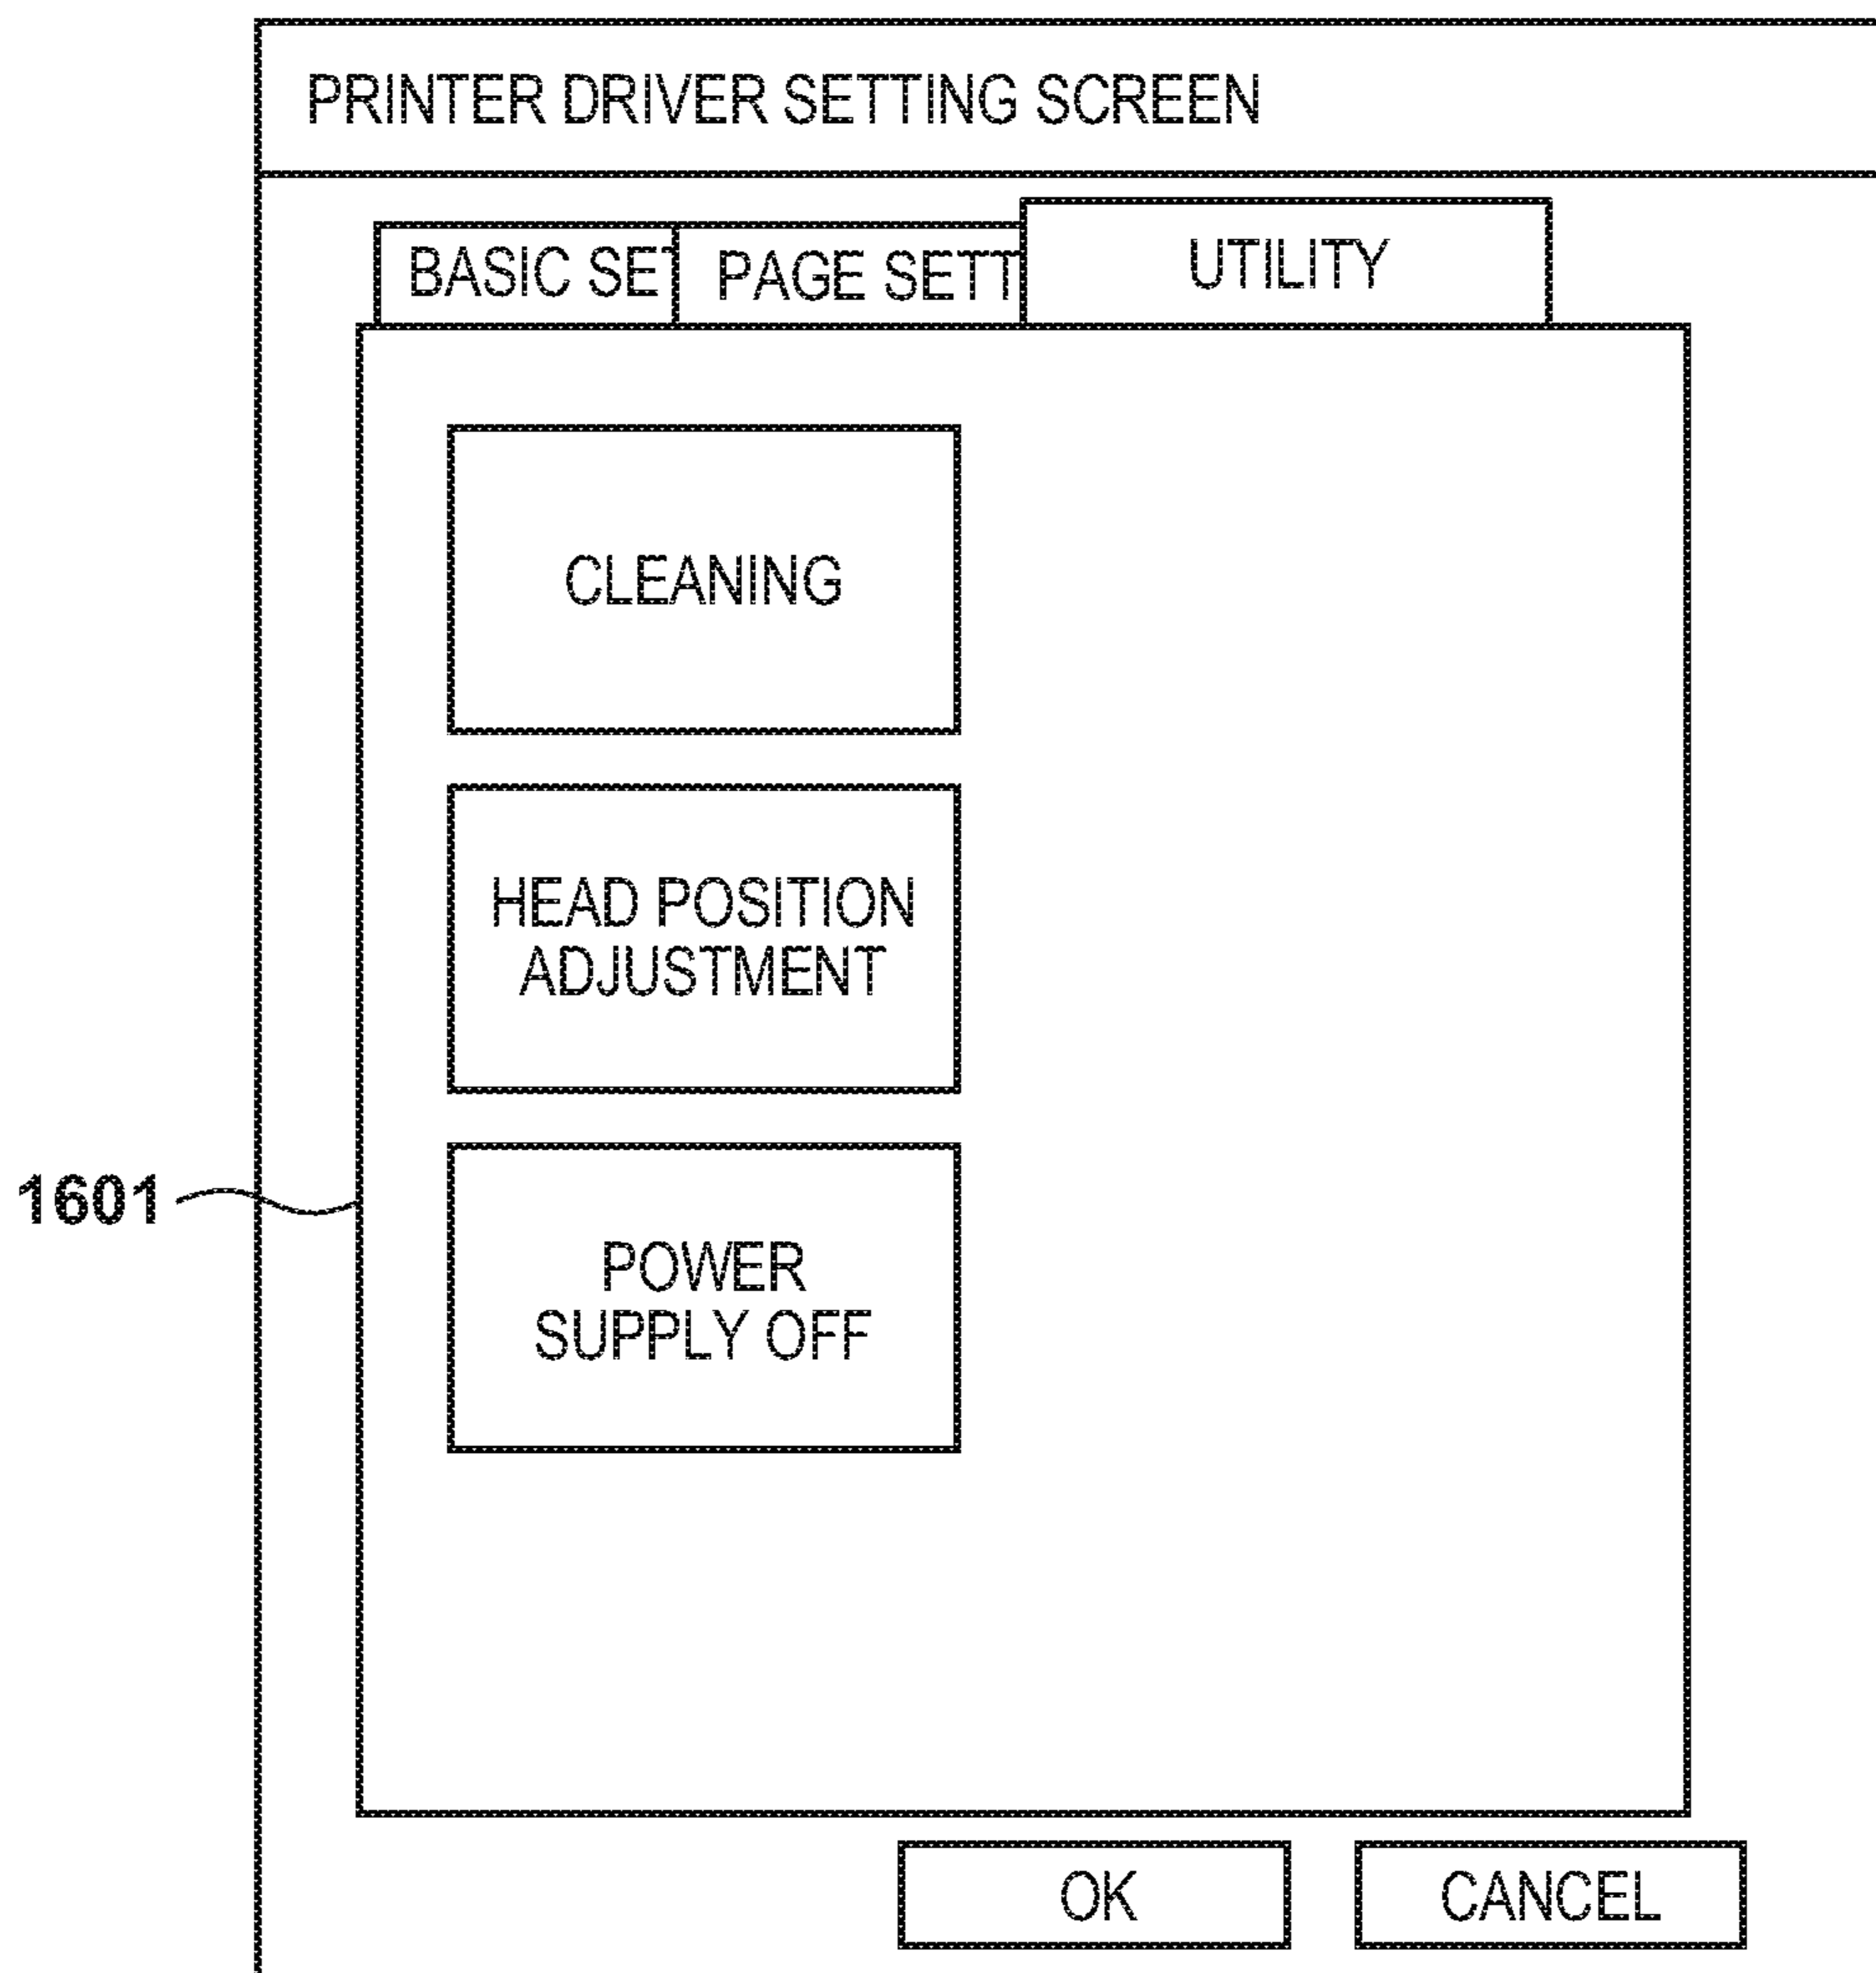 PRINTER DRIVER SETTING SCREEN
BASIC SET
PAGE SETT
UTILITY
CLEANING
HEAD POSITION
ADJUSTMENT
1601
POWER
SUPPLY OFF
OK
CANCEL